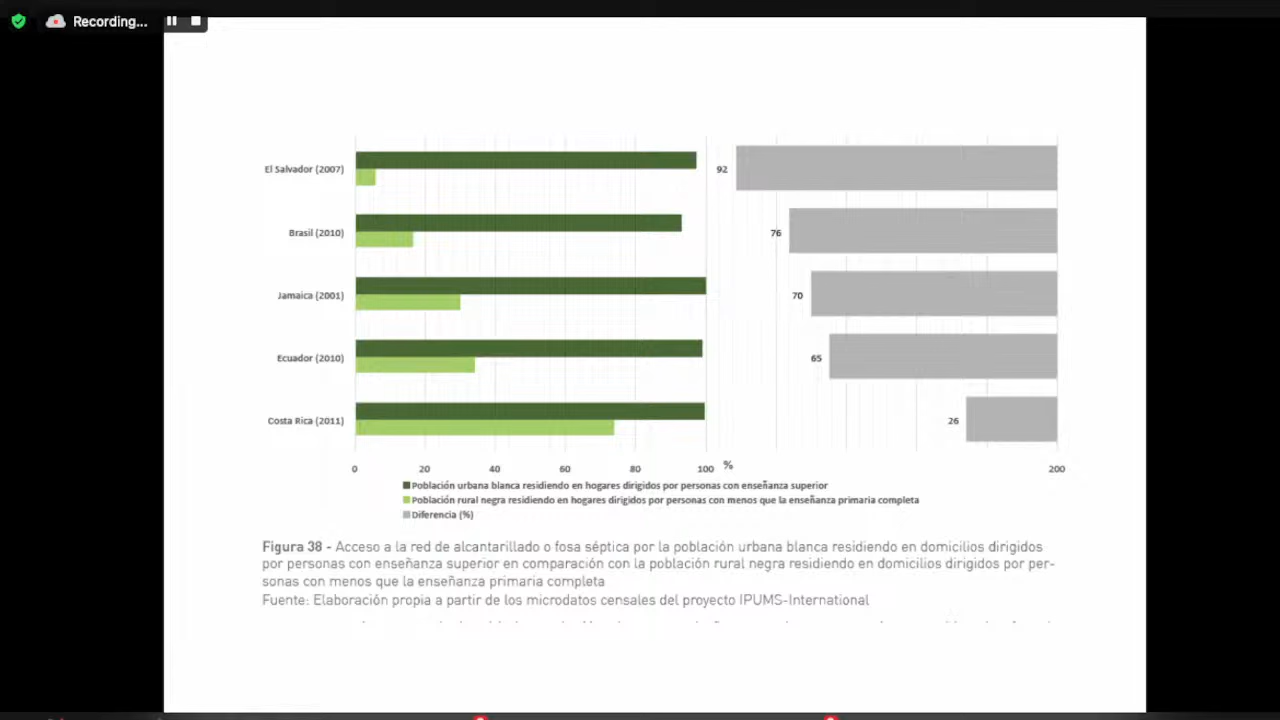 Recording...
El Salvador (2007)
92
Brasil (2010)
76
Jamaica (2001)
70
Ecuador (2010)
65
Costa Rica (2011)
26
0 20 40 60 80 100 % 200
Población urbana blanca residiendo en hogares dirigidos por personas con enseñanza superior
Población rural negra residiendo en hogares dirigidos por personas con menos que la enseñanza primaria completa
Diferencia (%)
Figura 38 - Acceso a la red de alcantarillado o fosa séptica por la población urbana blanca residiendo en domicilios dirigidos
por personas con enseñanza superior en comparación con la población rural negra residiendo en domicilios dirigidos por per-
sonas con menos que la enseñanza primaria completa
Fuente: Elaboración propia a partir de los microdatos censales del proyecto IPUMS-International